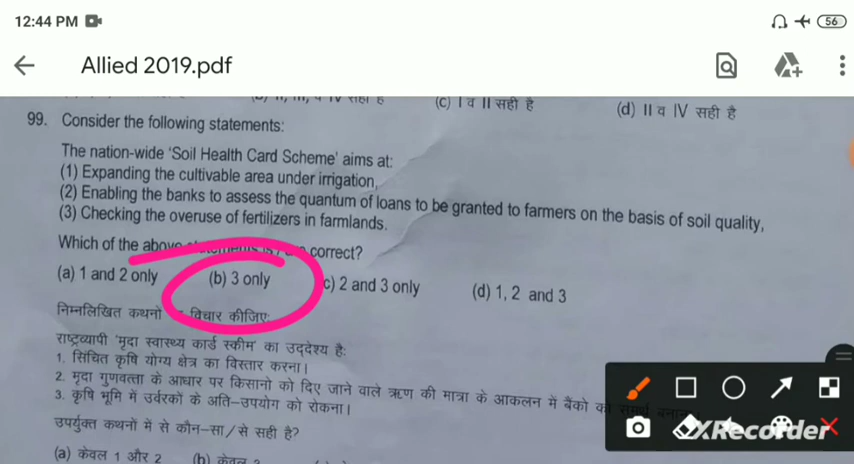 12:44 PM
56
Allied 2019.pdf
(c) I व II सही है
(d) II व IV सही है
99. Consider the following statements:
The nation-wide 'Soil Health Card Scheme' aims at:
(1) Expanding the cultivable area under irrigation,
(2) Enabling the banks to assess the quantum of loans to be granted to farmers on the basis of soil quality,
(3) Checking the overuse of fertilizers in farmlands.
Which of the above correct?
(a) 1 and 2 only (b) 3 only c) 2 and 3 only (d) 1, 2 and 3
निम्नलिखित कथनों विचार कीजिए:
राष्ट्रव्यापी 'मृदा स्वास्थ्य कार्ड स्कीम' का उद्देश्य है:
1. सिंचित कृषि योग्य क्षेत्र का विस्तार करना।
2. मृदा गुणवत्ता के आधार पर किसानो को दिए जाने वाले ऋण की मात्रा के आकलन में बैंको
3. कृषि भूमि में उर्वरकों के अति-उपयोग को रोकना।
उपर्युक्त कथनों में से कौन-सा/से सही है?
(a) केवल 1 और 2 (b) केवल
XRecorder